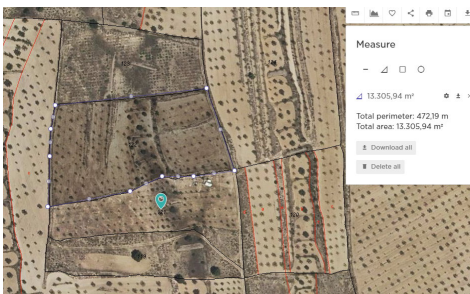 Measure
13.305,94 m²
Total perimeter: 472,19 m
Total area: 13.305,94 m²
Download all
Delete all